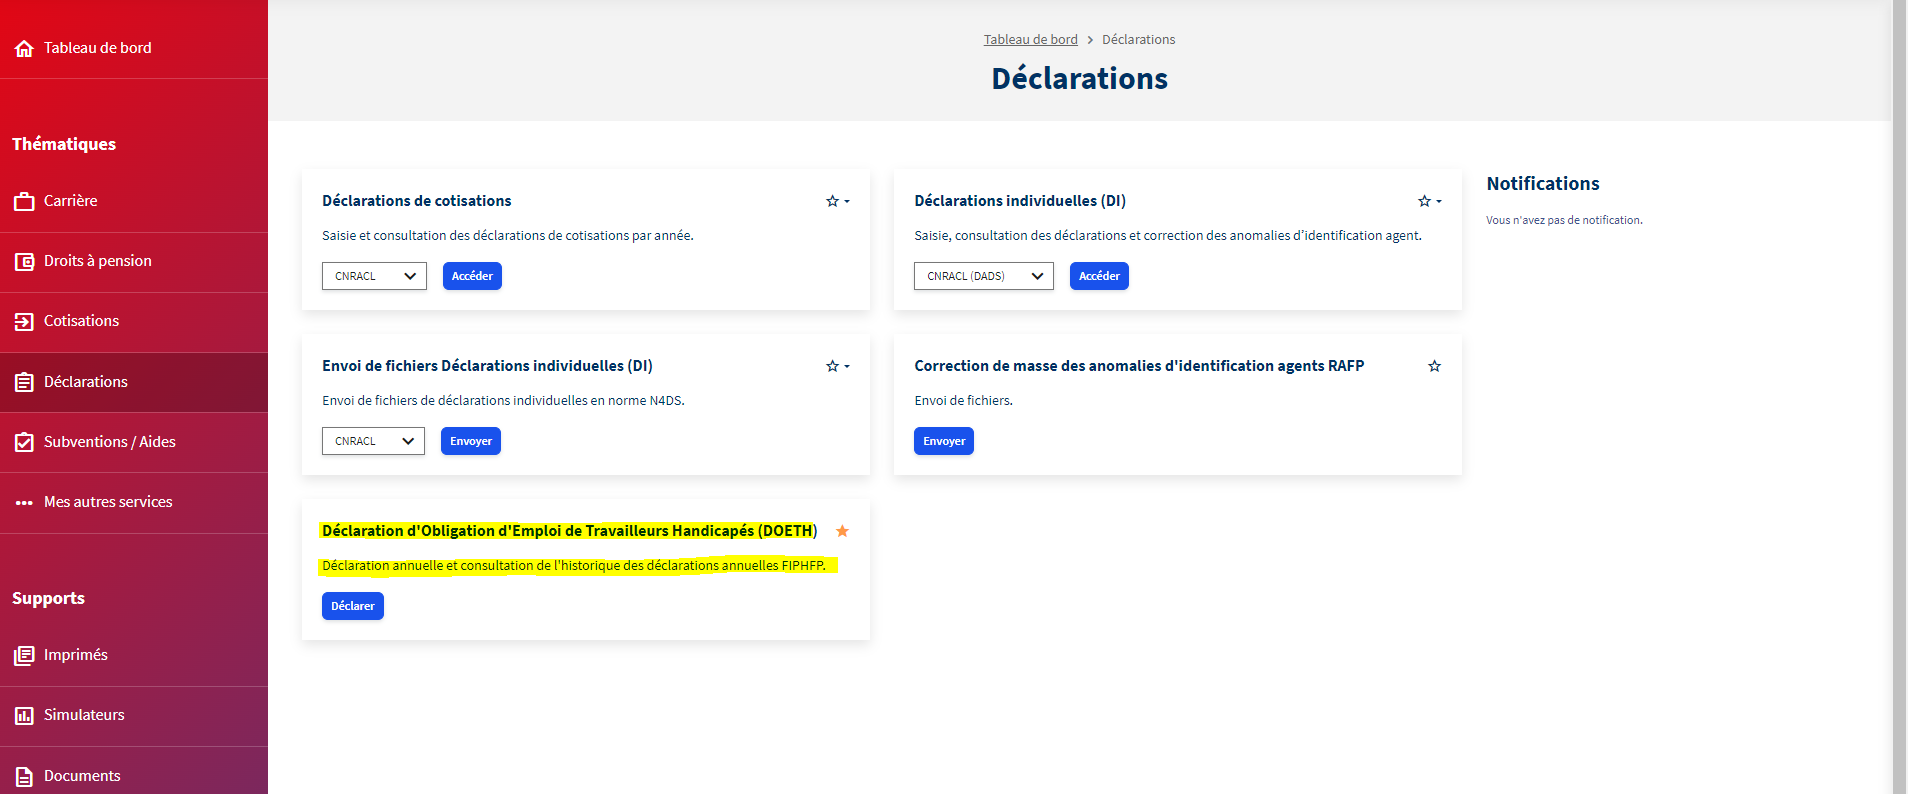 Tableau de bord
Thématiques
Carrière
Droits à pension
Cotisations
Déclarations
Subventions / Aides
Mes autres services
Supports
Imprimés
Simulateurs
Documents
Tableau de bord > Déclarations
Déclarations
Déclarations de cotisations
Saisie et consultation des déclarations de cotisations par année.
CNRACL Accéder
Déclarations individuelles (DI)
Saisie, consultation des déclarations et correction des anomalies d'identification agent.
CNRACL (DADS) Accéder
Envoi de fichiers Déclarations individuelles (DI)
Envoi de fichiers de déclarations individuelles en norme N4DS.
CNRACL Envoyer
Correction de masse des anomalies d'identification agents RAFP
Envoi de fichiers.
Envoyer
Déclaration d'Obligation d'Emploi de Travailleurs Handicapés (DOETH)
Déclaration annuelle et consultation de l'historique des déclarations annuelles FIPHFP.
Déclarer
Notifications
Vous n'avez pas de notification.